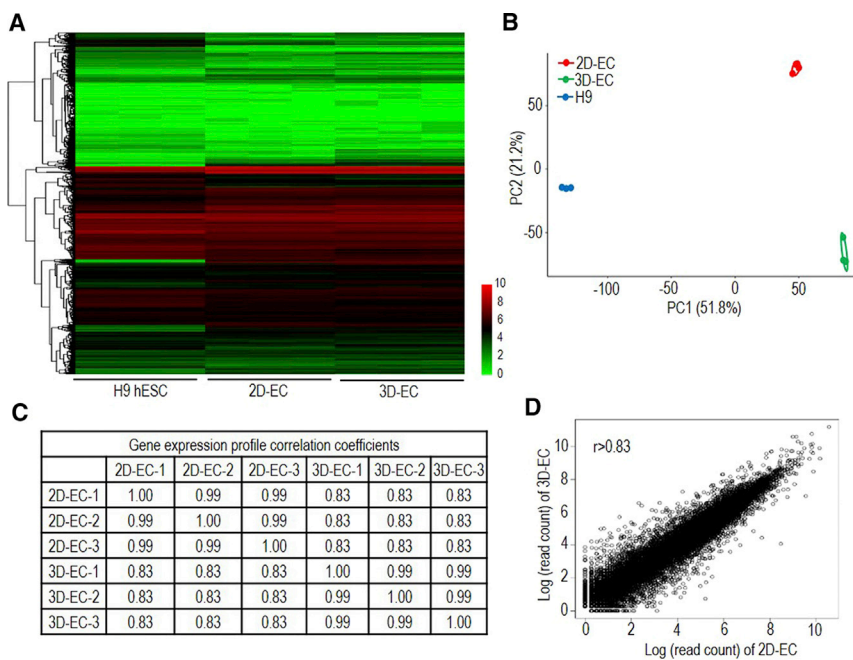 A
10
8
6
4
2
0
H9 hESC
2D-EC
3D-EC
B
2D-EC
3D-EC
H9
PC2 (21.2%)
50
0
-50
-100
-50
0
50
PC1 (51.8%)
C
Gene expression profile correlation coefficients
2D-EC-1 2D-EC-2 2D-EC-3 3D-EC-1 3D-EC-2 3D-EC-3
2D-EC-1 1.00 0.99 0.99 0.83 0.83 0.83
2D-EC-2 0.99 1.00 0.99 0.83 0.83 0.83
2D-EC-3 0.99 0.99 1.00 0.83 0.83 0.83
3D-EC-1 0.83 0.83 0.83 1.00 0.99 0.99
3D-EC-2 0.83 0.83 0.83 0.99 1.00 0.99
3D-EC-3 0.83 0.83 0.83 0.99 0.99 1.00
D
r>0.83
Log (read count) of 3D-EC
10
8
6
4
2
0
0 2 4 6 8 10
Log (read count) of 2D-EC